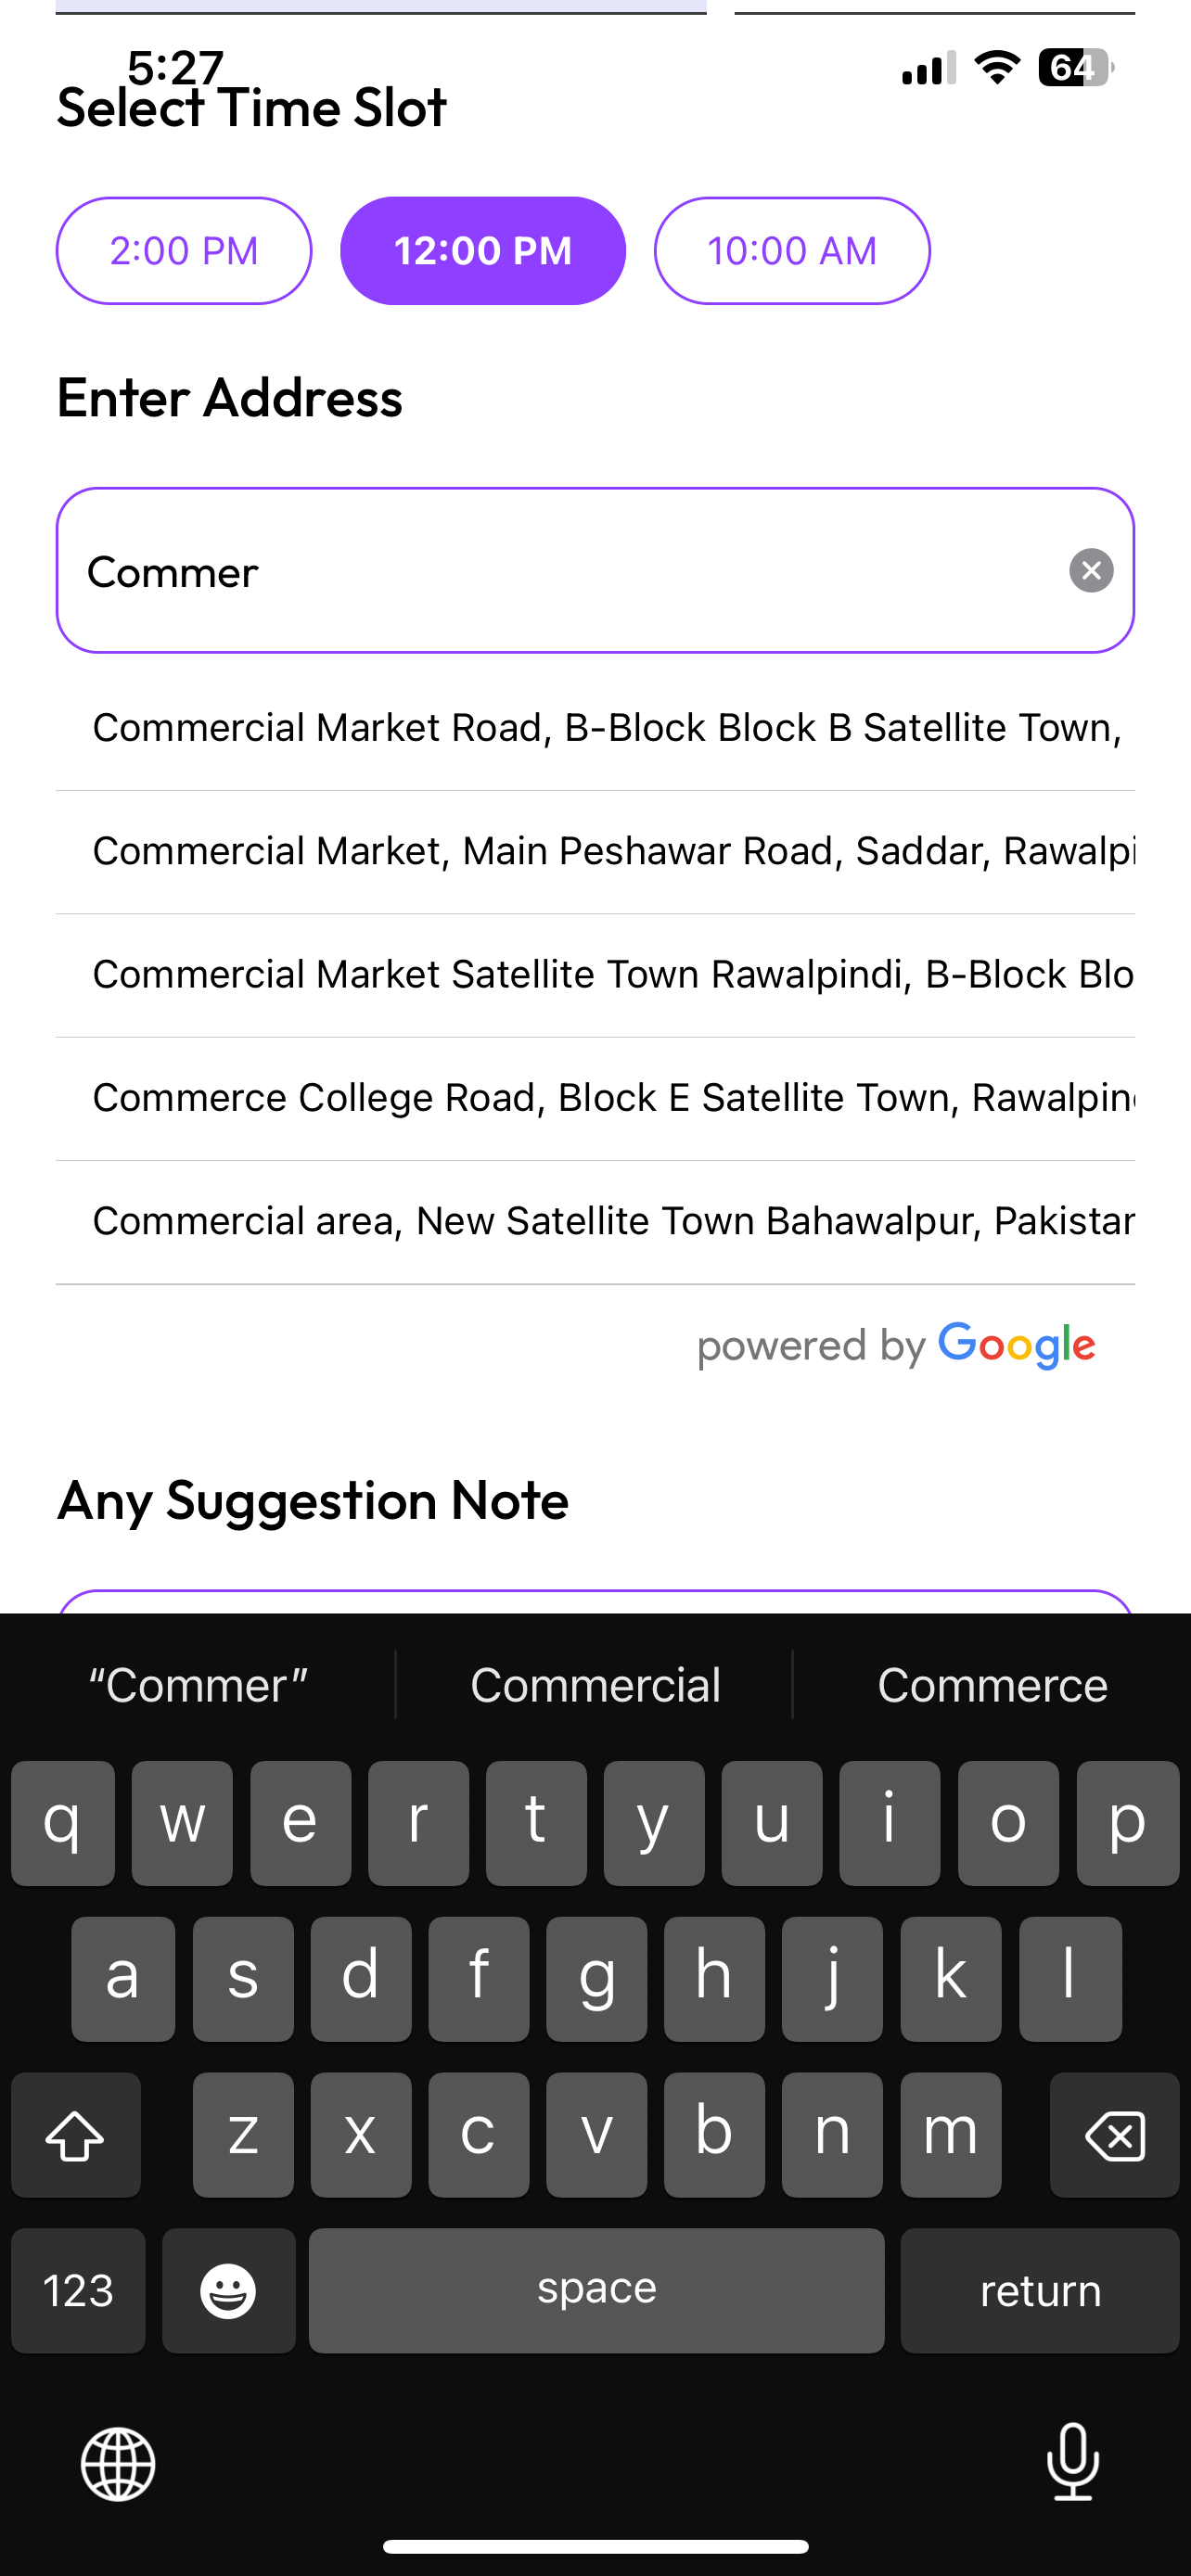 5:27
64
Select Time Slot
2:00 PM 12:00 PM 10:00 AM
Enter Address
Commer
Commercial Market Road, B-Block Block B Satellite Town,
Commercial Market, Main Peshawar Road, Saddar, Rawalpi
Commercial Market Satellite Town Rawalpindi, B-Block Blo
Commerce College Road, Block E Satellite Town, Rawalpin
Commercial area, New Satellite Town Bahawalpur, Pakistan
powered by Google
Any Suggestion Note
“Commer” Commercial Commerce
q w e r t y u i o p
a s d f g h j k l
z x c v b n m
123 space return